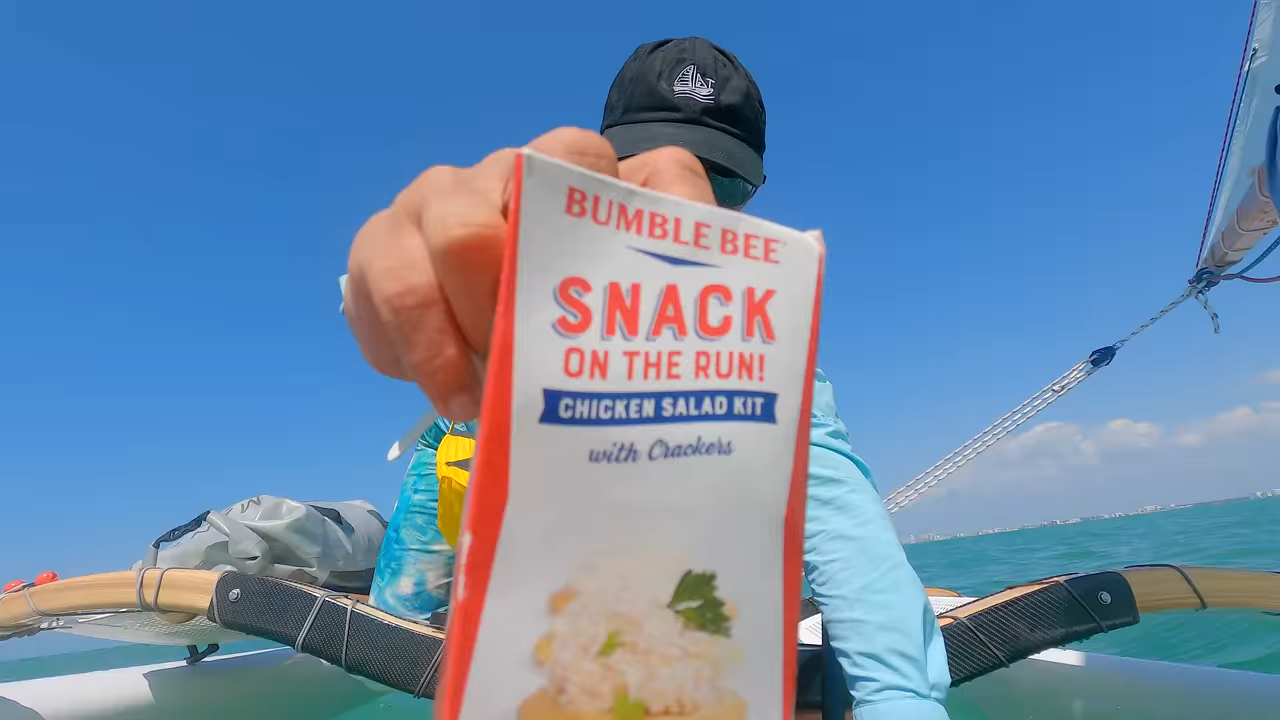 BUMBLE BEE
SNACK
ON THE RUN!
CHICKEN SALAD KIT
with Crackers